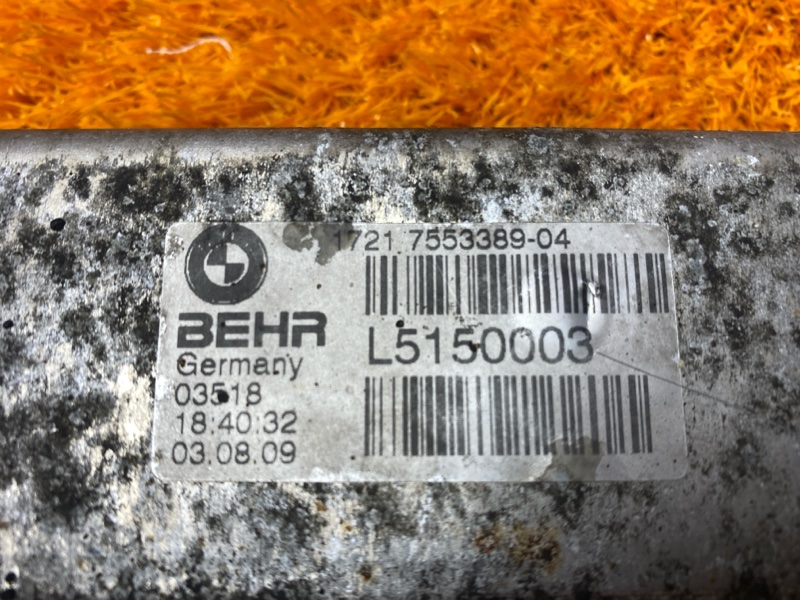 1721 7553389-04
BEHR
L5150003
Germany
03518
18:40:32
03.08.09